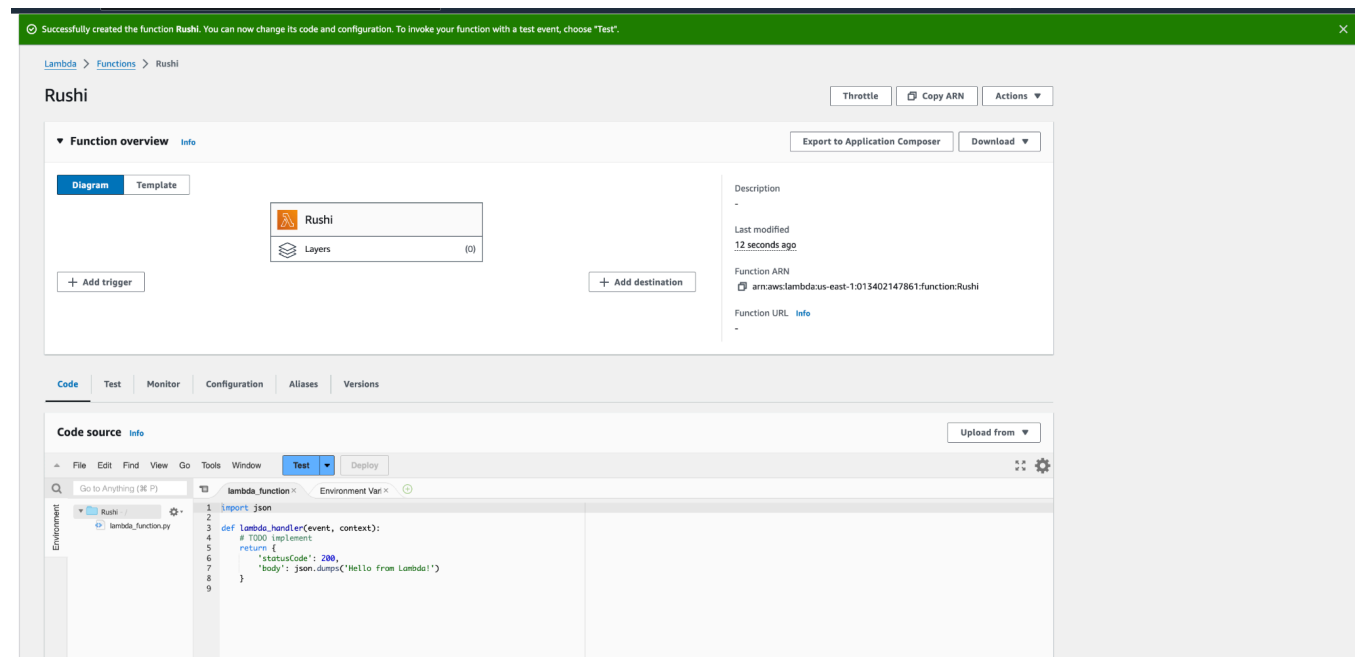 Successfully created the function Rushi. You can now change its code and configuration. To invoke your function with a test event, choose "Test".
Lambda > Functions > Rushi
Rushi
Throttle
Copy ARN
Actions
Function overview Info
Export to Application Composer
Download
Diagram
Template
Rushi
Layers
(0)
+ Add trigger
+ Add destination
Description
-
Last modified
12 seconds ago
Function ARN
arn:aws:lambda:us-east-1:013402147861:function:Rushi
Function URL Info
-
Code
Test
Monitor
Configuration
Aliases
Versions
Code source Info
Upload from
File Edit Find View Go Tools Window
Test
Deploy
Go to Anything (⌘ P)
lambda_function ×
Environment Vari ×
Environment
Rushi - /
lambda_function.py
1 import json
2
3 def lambda_handler(event, context):
4 # TODO implement
5 return {
6 'statusCode': 200,
7 'body': json.dumps('Hello from Lambda!')
8 }
9